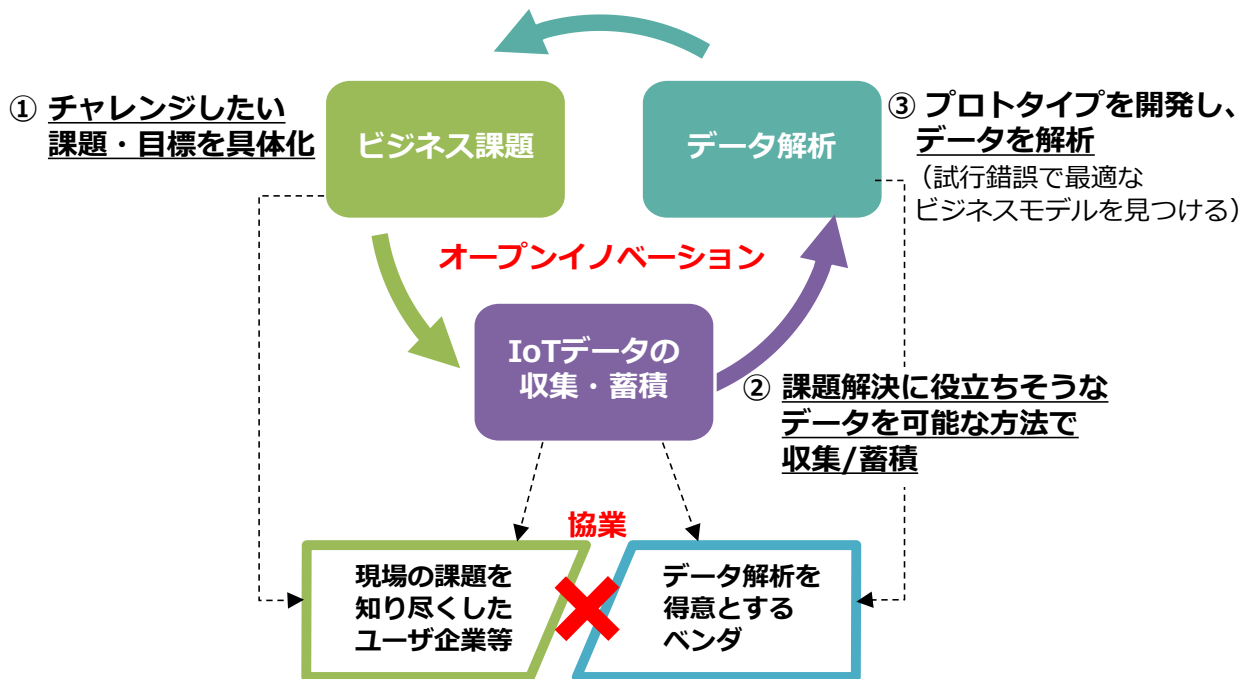 ① チャレンジしたい
課題・目標を具体化
ビジネス課題
データ解析
③ プロトタイプを開発し、
データを解析
（試行錯誤で最適な
ビジネスモデルを見つける）
オープンイノベーション
IoTデータの
収集・蓄積
② 課題解決に役立ちそうな
データを可能な方法で
収集/蓄積
協業
現場の課題を
知り尽くした
ユーザ企業等
データ解析を
得意とする
ベンダ